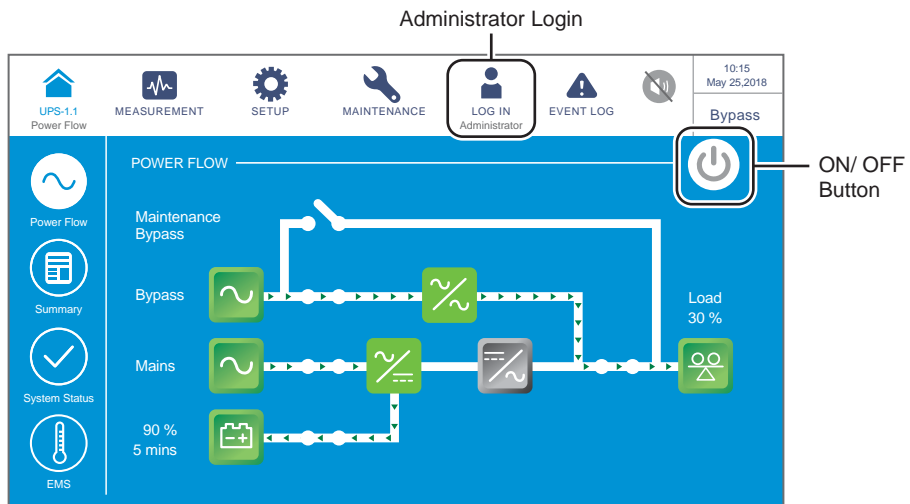 Administrator Login
UPS-1.1
Power Flow
MEASUREMENT
SETUP
MAINTENANCE
LOG IN
Administrator
EVENT LOG
10:15
May 25,2018
Bypass
ON/ OFF
Button
POWER FLOW
Power Flow
Summary
System Status
EMS
Maintenance
Bypass
Bypass
Load
30 %
Mains
90 %
5 mins